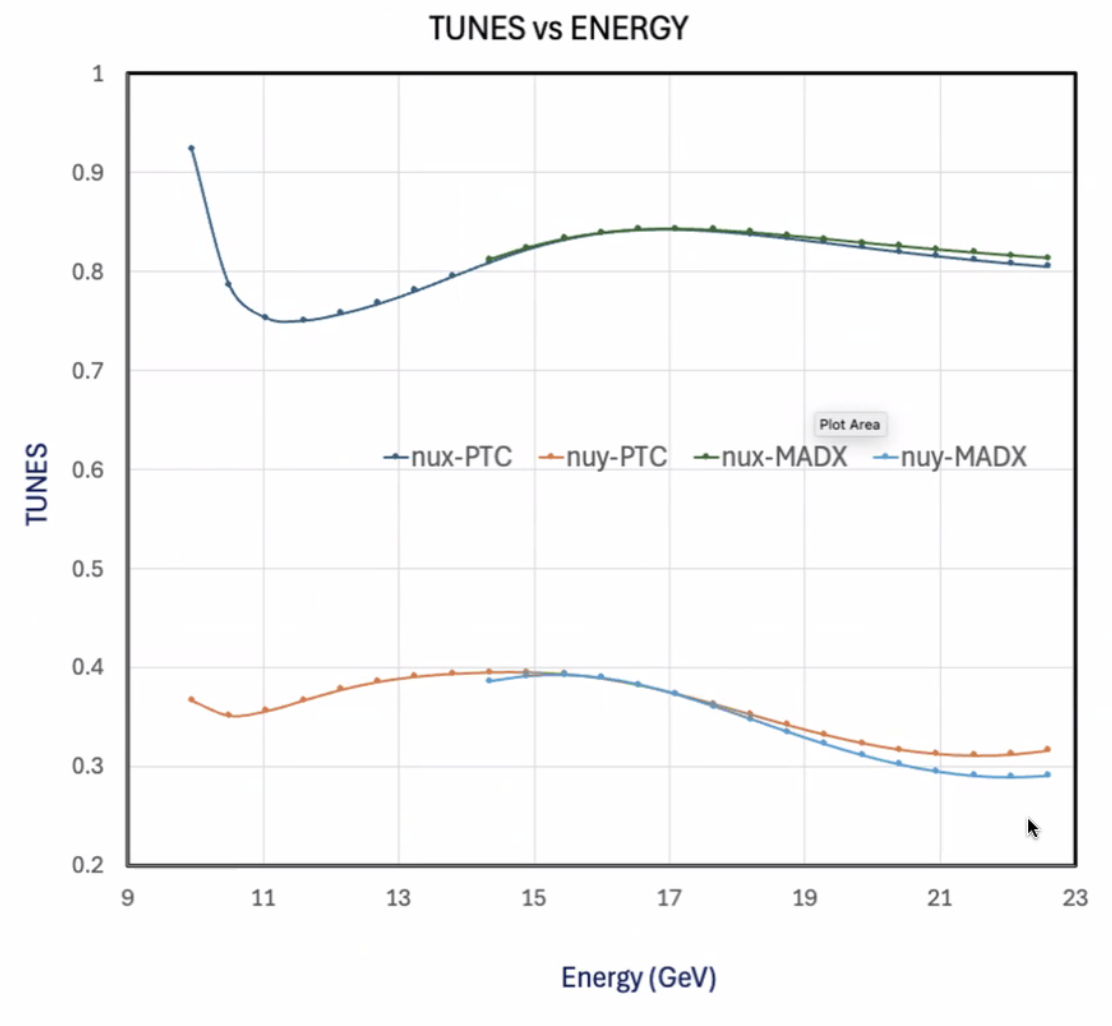 TUNES vs ENERGY
1
0.9
0.8
0.7
Plot Area
nux-PTC nuy-PTC nux-MADX nuy-MADX
0.6
TUNES
0.5
0.4
0.3
0.2
9 11 13 15 17 19 21 23
Energy (GeV)